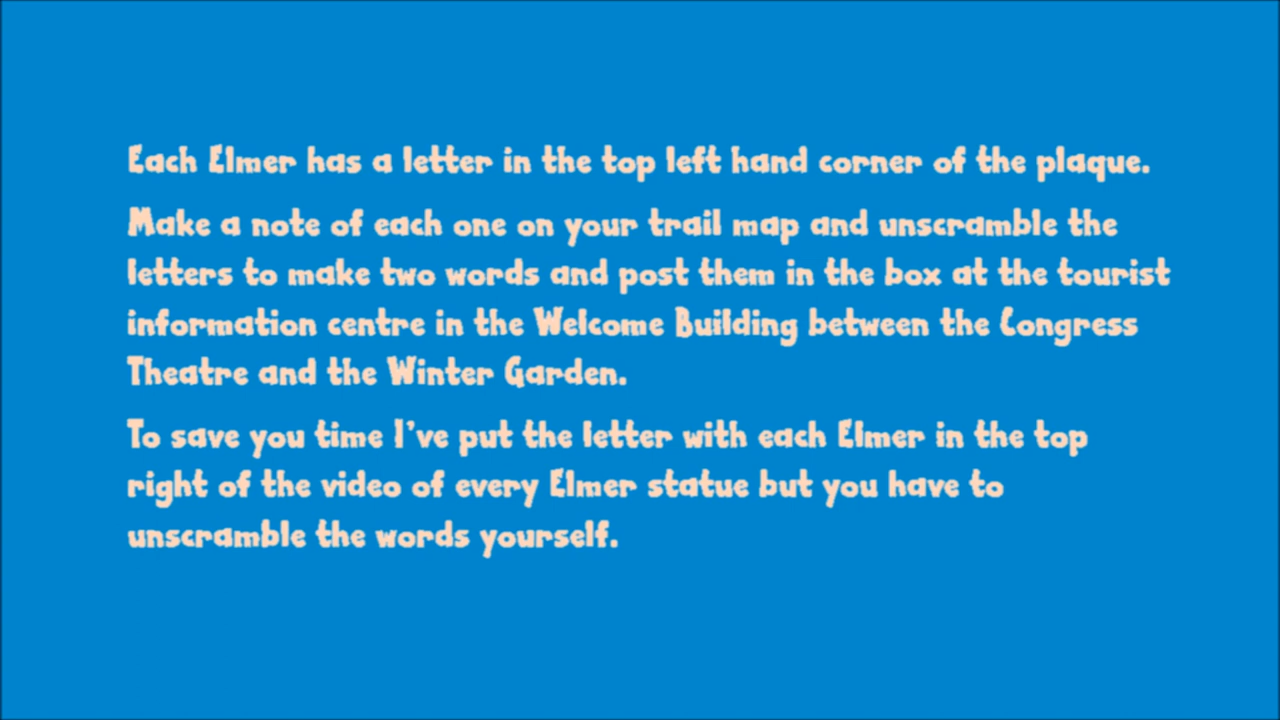 Each Elmer has a letter in the top left hand corner of the plaque.
Make a note of each one on your trail map and unscramble the
letters to make two words and post them in the box at the tourist
information centre in the Welcome Building between the Congress
Theatre and the Winter Garden.
To save you time I've put the letter with each Elmer in the top
right of the video of every Elmer statue but you have to
unscramble the words yourself.